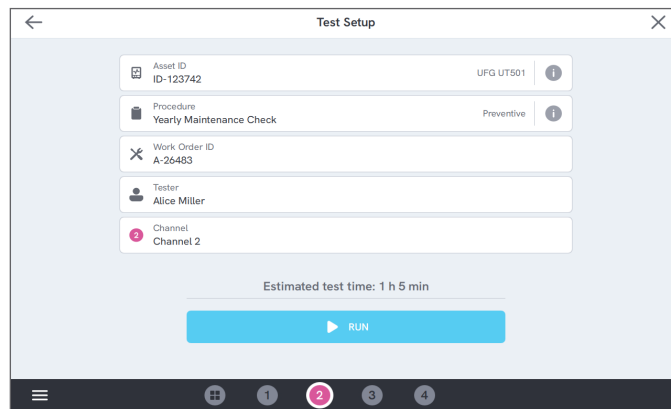 Test Setup
Asset ID
ID-123742
UFG UT501
i
Procedure
Yearly Maintenance Check
Preventive
i
Work Order ID
A-26483
Tester
Alice Miller
2
Channel
Channel 2
Estimated test time: 1 h 5 min
RUN
1 2 3 4